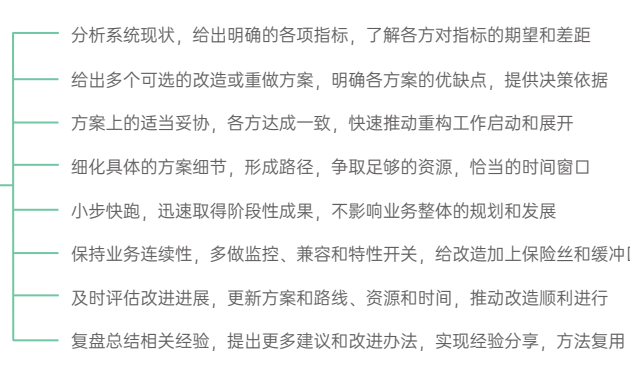 分析系统现状，给出明确的各项指标，了解各方对指标的期望和差距
给出多个可选的改造或重做方案，明确各方案的优缺点，提供决策依据
方案上的适当妥协，各方达成一致，快速推动重构工作启动和展开
细化具体的方案细节，形成路径，争取足够的资源，恰当的时间窗口
小步快跑，迅速取得阶段性成果，不影响业务整体的规划和发展
保持业务连续性，多做监控、兼容和特性开关，给改造加上保险丝和缓冲
及时评估改进进展，更新方案和路线、资源和时间，推动改造顺利进行
复盘总结相关经验，提出更多建议和改进办法，实现经验分享，方法复用